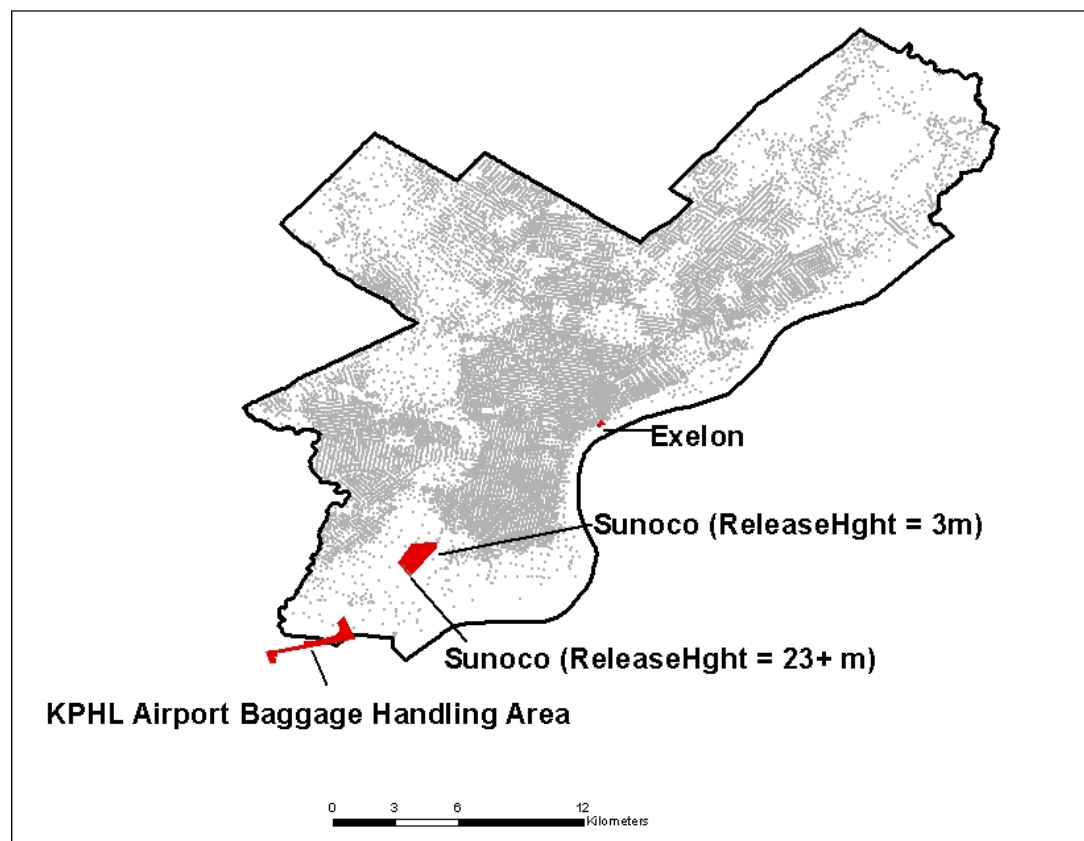 Exelon
Sunoco (ReleaseHght = 3m)
Sunoco (ReleaseHght = 23+ m)
KPHL Airport Baggage Handling Area
0 3 6 12
Kilometers